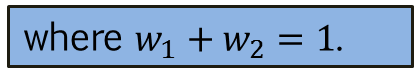 where w₁ + w₂ = 1.